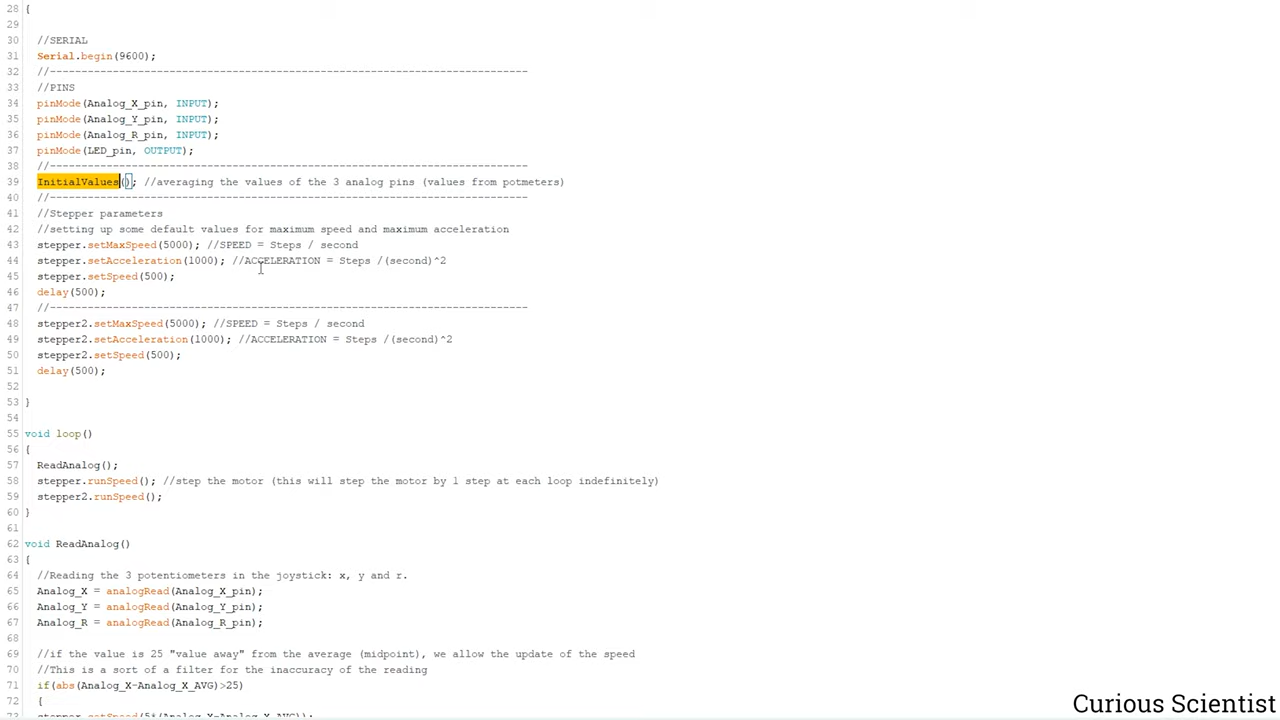 28 {
29
30 //SERIAL
31 Serial.begin(9600);
32 //----------------------------------------------------------------------------
33 //PINS
34 pinMode(Analog_X_pin, INPUT);
35 pinMode(Analog_Y_pin, INPUT);
36 pinMode(Analog_R_pin, INPUT);
37 pinMode(LED_pin, OUTPUT);
38 //----------------------------------------------------------------------------
39 InitialValues(); //averaging the values of the 3 analog pins (values from potmeters)
40 //----------------------------------------------------------------------------
41 //Stepper parameters
42 //setting up some default values for maximum speed and maximum acceleration
43 stepper.setMaxSpeed(5000); //SPEED = Steps / second
44 stepper.setAcceleration(1000); //ACCELERATION = Steps /(second)^2
45 stepper.setSpeed(500);
46 delay(500);
47 //----------------------------------------------------------------------------
48 stepper2.setMaxSpeed(5000); //SPEED = Steps / second
49 stepper2.setAcceleration(1000); //ACCELERATION = Steps /(second)^2
50 stepper2.setSpeed(500);
51 delay(500);
52
53 }
54
55 void loop()
56 {
57 ReadAnalog();
58 stepper.runSpeed(); //step the motor (this will step the motor by 1 step at each loop indefinitely)
59 stepper2.runSpeed();
60 }
61
62 void ReadAnalog()
63 {
64 //Reading the 3 potentiometers in the joystick: x, y and r.
65 Analog_X = analogRead(Analog_X_pin);
66 Analog_Y = analogRead(Analog_Y_pin);
67 Analog_R = analogRead(Analog_R_pin);
68
69 //if the value is 25 "value away" from the average (midpoint), we allow the update of the speed
70 //This is a sort of a filter for the inaccuracy of the reading
71 if(abs(Analog_X-Analog_X_AVG)>25)
72 {
73 stepper.setSpeed(5*(Analog_X-Analog_X_AVG));
Curious Scientist